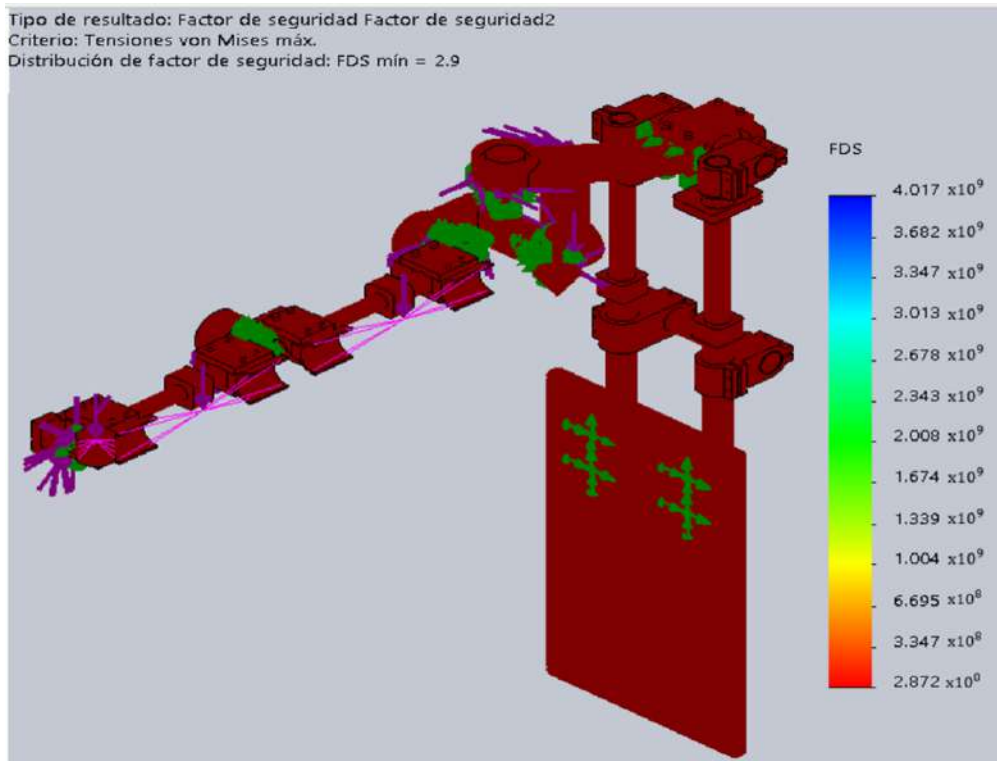 Tipo de resultado: Factor de seguridad Factor de seguridad2
Criterio: Tensiones von Mises máx.
Distribución de factor de seguridad: FDS mín = 2.9
FDS
4.017 x10⁹
3.682 x10⁹
3.347 x10⁹
3.013 x10⁹
2.678 x10⁹
2.343 x10⁹
2.008 x10⁹
1.674 x10⁹
1.339 x10⁹
1.004 x10⁹
6.695 x10⁸
3.347 x10⁸
2.872 x10⁰